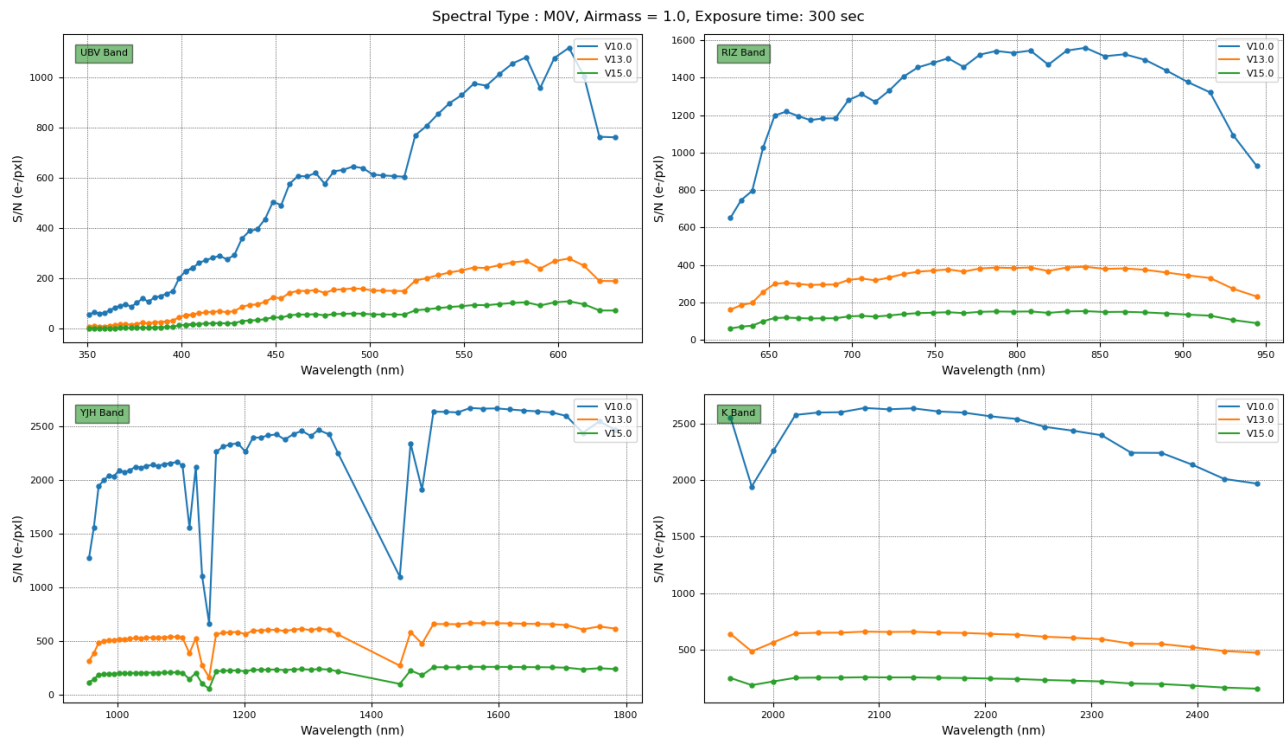 Spectral Type : M0V, Airmass = 1.0, Exposure time: 300 sec
UBV Band
V10.0
V13.0
V15.0
S/N (e-/pxl)
1000
800
600
400
200
0
350 400 450 500 550 600
Wavelength (nm)
RIZ Band
V10.0
V13.0
V15.0
S/N (e-/pxl)
1600
1400
1200
1000
800
600
400
200
0
650 700 750 800 850 900 950
Wavelength (nm)
YJH Band
V10.0
V13.0
V15.0
S/N (e-/pxl)
2500
2000
1500
1000
500
0
1000 1200 1400 1600 1800
Wavelength (nm)
K Band
V10.0
V13.0
V15.0
S/N (e-/pxl)
2500
2000
1500
1000
500
2000 2100 2200 2300 2400
Wavelength (nm)